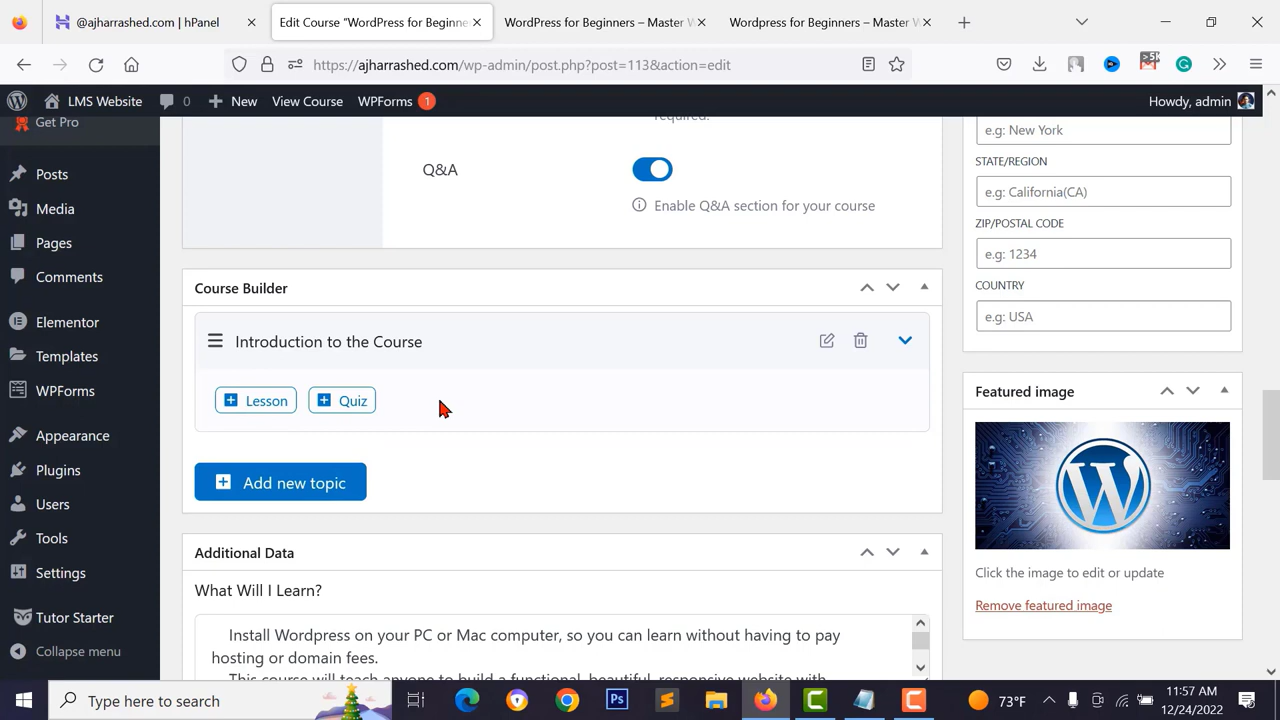 @ajharrashed.com | hPanel
Edit Course “WordPress for Beginne
WordPress for Beginners – Master W
Wordpress for Beginners – Master W
https://ajharrashed.com/wp-admin/post.php?post=113&action=edit
LMS Website
0
New
View Course
WPForms
1
Howdy, admin
Get Pro
Posts
Media
Pages
Comments
Elementor
Templates
WPForms
Appearance
Plugins
Users
Tools
Settings
Tutor Starter
Collapse menu
required.
Q&A
Enable Q&A section for your course
Course Builder
Introduction to the Course
Lesson
Quiz
Add new topic
Additional Data
What Will I Learn?
Install Wordpress on your PC or Mac computer, so you can learn without having to pay
hosting or domain fees.
This course will teach anyone to build a functional, beautiful, responsive website with
e.g: New York
STATE/REGION
e.g: California(CA)
ZIP/POSTAL CODE
e.g: 1234
COUNTRY
e.g: USA
Featured image
Click the image to edit or update
Remove featured image
Type here to search
Ps
73°F
11:57 AM
12/24/2022